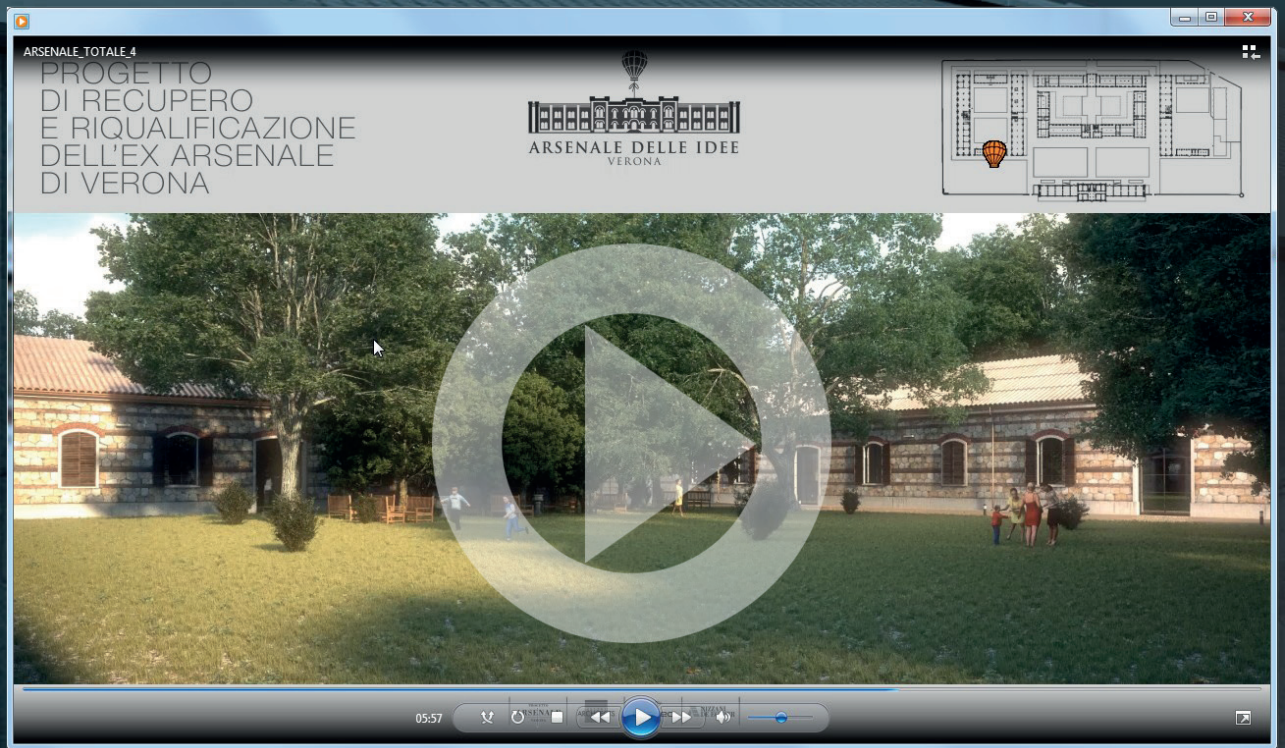 ARSENALE_TOTALE_4
PROGETTO
DI RECUPERO
E RIQUALIFICAZIONE
DELL'EX ARSENALE
DI VERONA
ARSENALE DELLE IDEE
VERONA
05:57